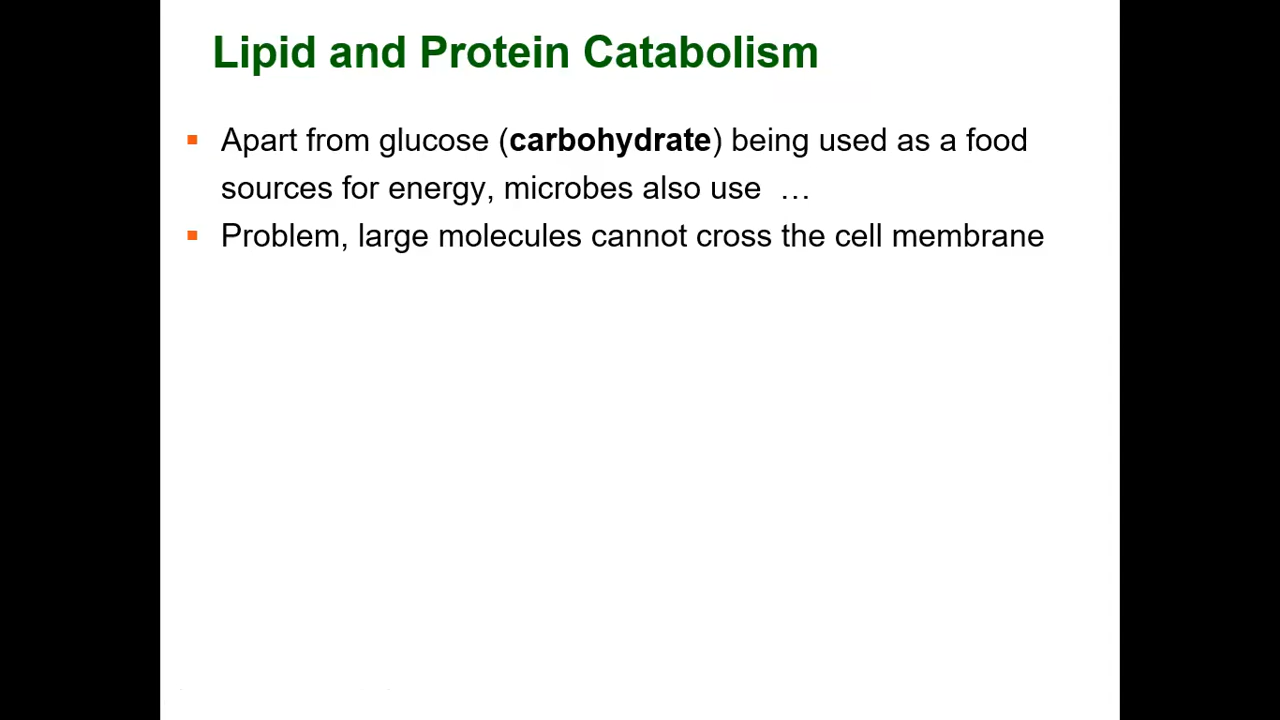 Lipid and Protein Catabolism
▪ Apart from glucose (carbohydrate) being used as a food
sources for energy, microbes also use …
▪ Problem, large molecules cannot cross the cell membrane